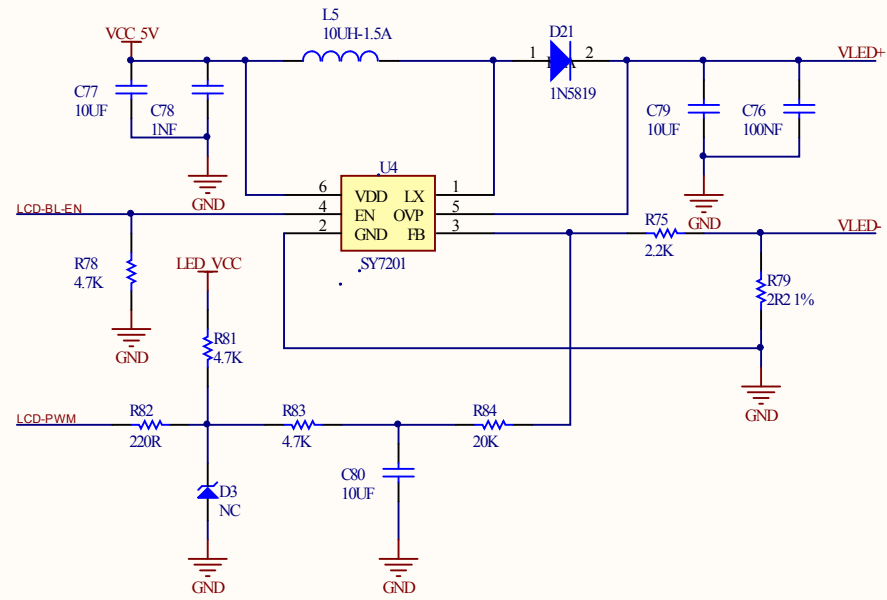 L5
10UH-1.5A
VCC_5V
D21
1
2
1N5819
VLED+
C77
10UF
C78
1NF
C79
10UF
C76
100NF
GND
GND
U4
6 VDD LX 1
4 EN OVP 5
2 GND FB 3
SY7201
LCD-BL-EN
R75
2.2K
VLED-
R78
4.7K
GND
LED_VCC
R79
2R2 1%
R81
4.7K
GND
LCD-PWM
R82
220R
R83
4.7K
R84
20K
C80
10UF
D3
NC
GND
GND